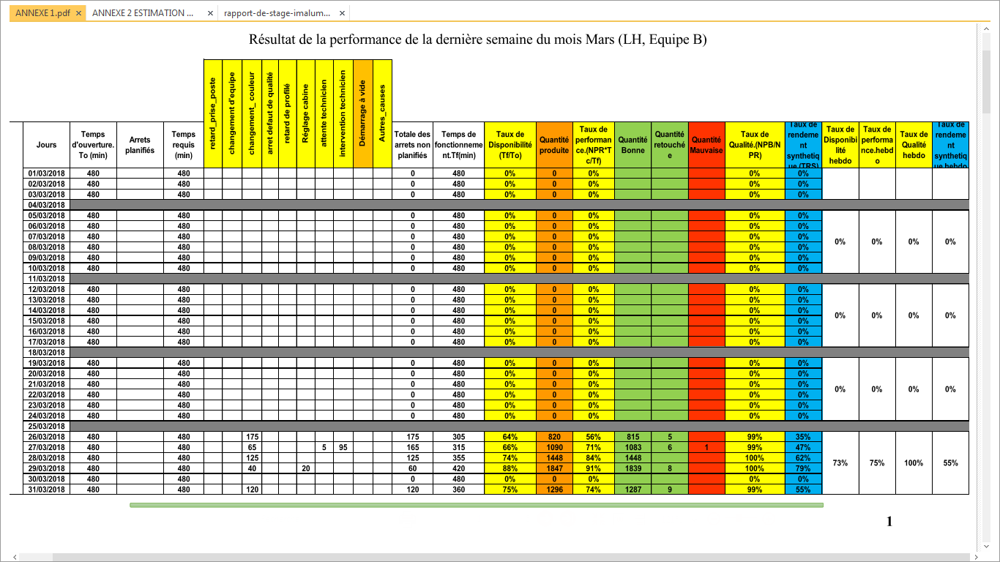 ANNEXE 1.pdf × ANNEXE 2 ESTIMATION ... × rapport-de-stage-imalum... ×
Résultat de la performance de la dernière semaine du mois Mars (LH, Equipe B)
retard_prise_poste
changement d'equipe
changement_ couleur
arret defaut de qualité
retard de profilé
Réglage cabine
attente technicien
intervention technicien
Démarrage à vide
Autres_causes
Jours
Temps
d'ouverture.
To (min)
Arrets
planifiés
Temps
requis
(min)
Totale des
arrets non
planifiés
Temps de
fonctionneme
nt.Tf(min)
Taux de
Disponibilité
(Tf/To)
Quantité
produite
Taux de
performan
ce.(NPR*T
c/Tf)
Quantité
Bonne
Quantité
retouché
e
Quantité
Mauvaise
Taux de
Qualité.(NPB/N
PR)
Taux de
rendeme
nt
synthetiq
ue (TRS)
Taux de
Disponibi
lité
hebdo
Taux de
performa
nce.hebd
o
Taux de
Qualité
hebdo
Taux de
rendeme
nt
synthetiq
ue hebdo
01/03/2018 480 480 0 480 0% 0 0% 0% 0%
02/03/2018 480 480 0 480 0% 0 0% 0% 0%
03/03/2018 480 480 0 480 0% 0 0% 0% 0%
04/03/2018
05/03/2018 480 480 0 480 0% 0 0% 0% 0%
06/03/2018 480 480 0 480 0% 0 0% 0% 0%
07/03/2018 480 480 0 480 0% 0 0% 0% 0%
0% 0% 0% 0%
08/03/2018 480 480 0 480 0% 0 0% 0% 0%
09/03/2018 480 480 0 480 0% 0 0% 0% 0%
10/03/2018 480 480 0 480 0% 0 0% 0% 0%
11/03/2018
12/03/2018 480 480 0 480 0% 0 0% 0% 0%
13/03/2018 480 480 0 480 0% 0 0% 0% 0%
14/03/2018 480 480 0 480 0% 0 0% 0% 0%
0% 0% 0% 0%
15/03/2018 480 480 0 480 0% 0 0% 0% 0%
16/03/2018 480 480 0 480 0% 0 0% 0% 0%
17/03/2018 480 480 0 480 0% 0 0% 0% 0%
18/03/2018
19/03/2018 480 480 0 480 0% 0 0% 0% 0%
20/03/2018 480 480 0 480 0% 0 0% 0% 0%
21/03/2018 480 480 0 480 0% 0 0% 0% 0%
0% 0% 0% 0%
22/03/2018 480 480 0 480 0% 0 0% 0% 0%
23/03/2018 480 480 0 480 0% 0 0% 0% 0%
24/03/2018 480 480 0 480 0% 0 0% 0% 0%
25/03/2018
26/03/2018 480 480 175 175 305 64% 820 56% 815 5 99% 35%
27/03/2018 480 480 65 5 95 165 315 66% 1090 71% 1083 6 1 99% 47%
28/03/2018 480 480 125 125 355 74% 1448 84% 1448 100% 62%
73% 75% 100% 55%
29/03/2018 480 480 40 20 60 420 88% 1847 91% 1839 8 100% 79%
30/03/2018 480 480 0 480 0% 0 0% 0% 0%
31/03/2018 480 480 120 120 360 75% 1296 74% 1287 9 99% 55%
1